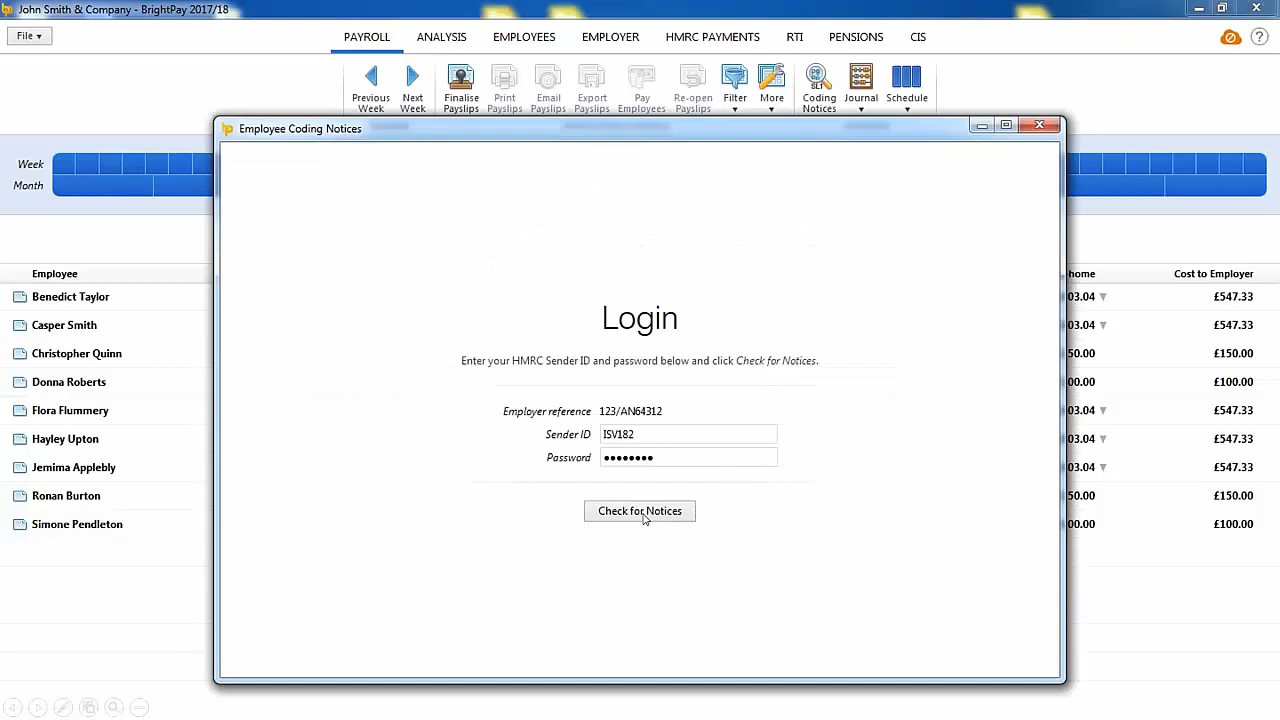 John Smith & Company - BrightPay 2017/18
File
PAYROLL ANALYSIS EMPLOYEES EMPLOYER HMRC PAYMENTS RTI PENSIONS CIS
Previous Week
Next Week
Finalise Payslips
Print Payslips
Email Payslips
Export Payslips
Pay Employees
Re-open Payslips
Filter
More
SLT
Coding Notices
Journal
Schedule
Employee Coding Notices
Week
Month
Employee
home
Cost to Employer
Benedict Taylor 03.04 £547.33
Casper Smith 03.04 £547.33
Christopher Quinn 50.00 £150.00
Donna Roberts 00.00 £100.00
Flora Flummery 03.04 £547.33
Hayley Upton 03.04 £547.33
Jemima Applebly 03.04 £547.33
Ronan Burton 50.00 £150.00
Simone Pendleton 00.00 £100.00
Login
Enter your HMRC Sender ID and password below and click Check for Notices.
Employer reference 123/AN64312
Sender ID ISV182
Password ••••••••
Check for Notices